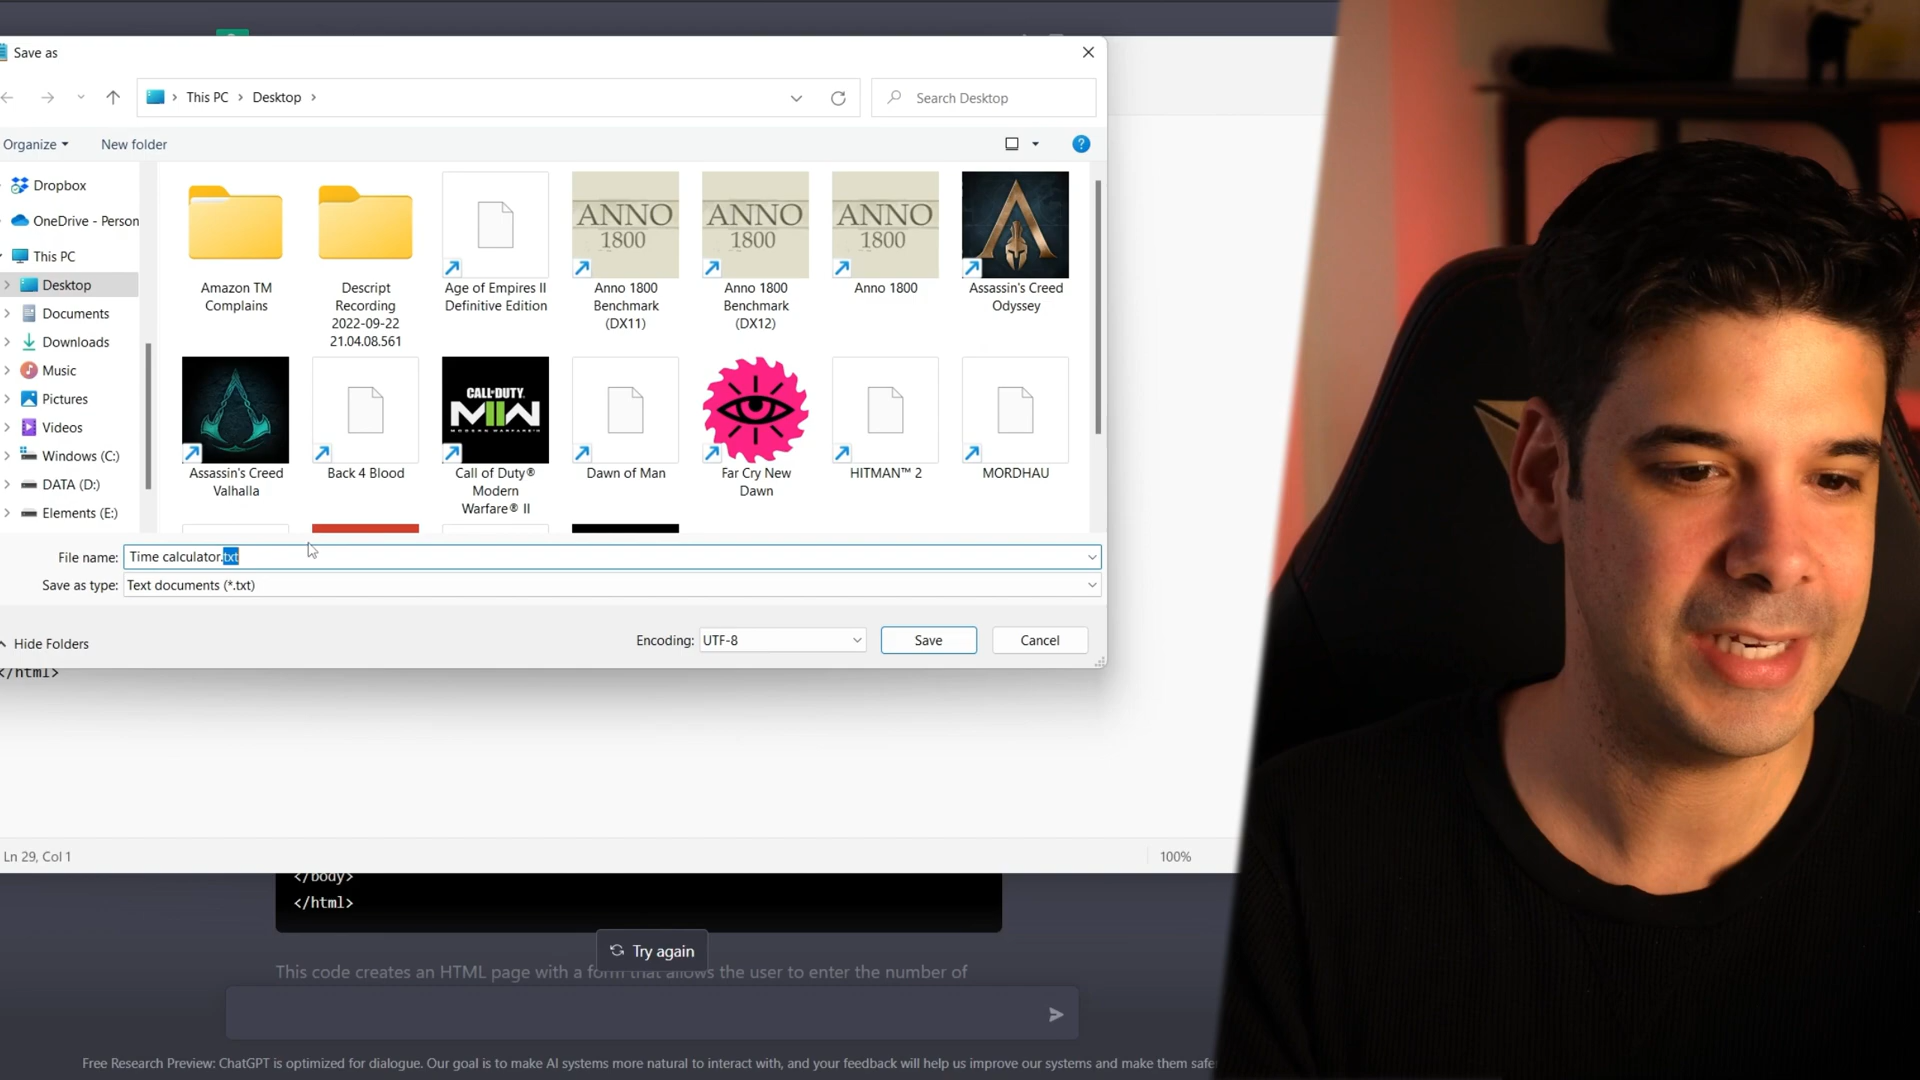 Save as
This PC
Desktop
Search Desktop
Organize
New folder
Dropbox
OneDrive - Person
This PC
Desktop
Documents
Downloads
Music
Pictures
Videos
Windows (C:)
DATA (D:)
Elements (E:)
Amazon TM
Complains
Descript
Recording
2022-09-22
21.04.08.561
Age of Empires II
Definitive Edition
ANNO
1800
Anno 1800
Benchmark
(DX11)
ANNO
1800
Anno 1800
Benchmark
(DX12)
ANNO
1800
Anno 1800
Assassin's Creed
Odyssey
Assassin's Creed
Valhalla
Back 4 Blood
CALL OF DUTY
MWII
MODERN WARFARE II
Call of Duty®
Modern
Warfare® II
Dawn of Man
Far Cry New
Dawn
HITMAN™ 2
MORDHAU
File name: Time calculator.txt
Save as type: Text documents (*.txt)
Hide Folders
Encoding: UTF-8
Save
Cancel
</html>
Ln 29, Col 1
100%
</body>
</html>
Try again
This code creates an HTML page with a form that allows the user to enter the number of
Free Research Preview: ChatGPT is optimized for dialogue. Our goal is to make AI systems more natural to interact with, and your feedback will help us improve our systems and make them safe